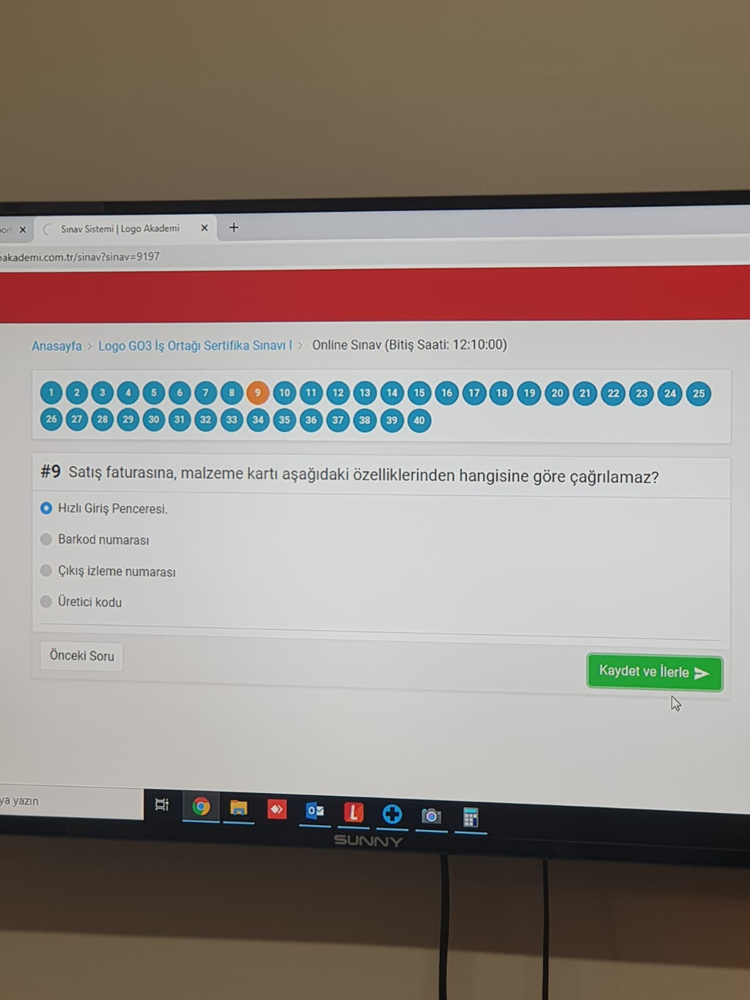 Sınav Sistemi | Logo Akademi
akademi.com.tr/sinav?sinav=9197
Anasayfa > Logo GO3 İş Ortağı Sertifika Sınavı I > Online Sınav (Bitiş Saati: 12:10:00)
1 2 3 4 5 6 7 8 9 10 11 12 13 14 15 16 17 18 19 20 21 22 23 24 25
26 27 28 29 30 31 32 33 34 35 36 37 38 39 40
#9 Satış faturasına, malzeme kartı aşağıdaki özelliklerinden hangisine göre çağrılamaz?
Hızlı Giriş Penceresi.
Barkod numarası
Çıkış izleme numarası
Üretici kodu
Önceki Soru
Kaydet ve İlerle
ya yazın
SUNNY